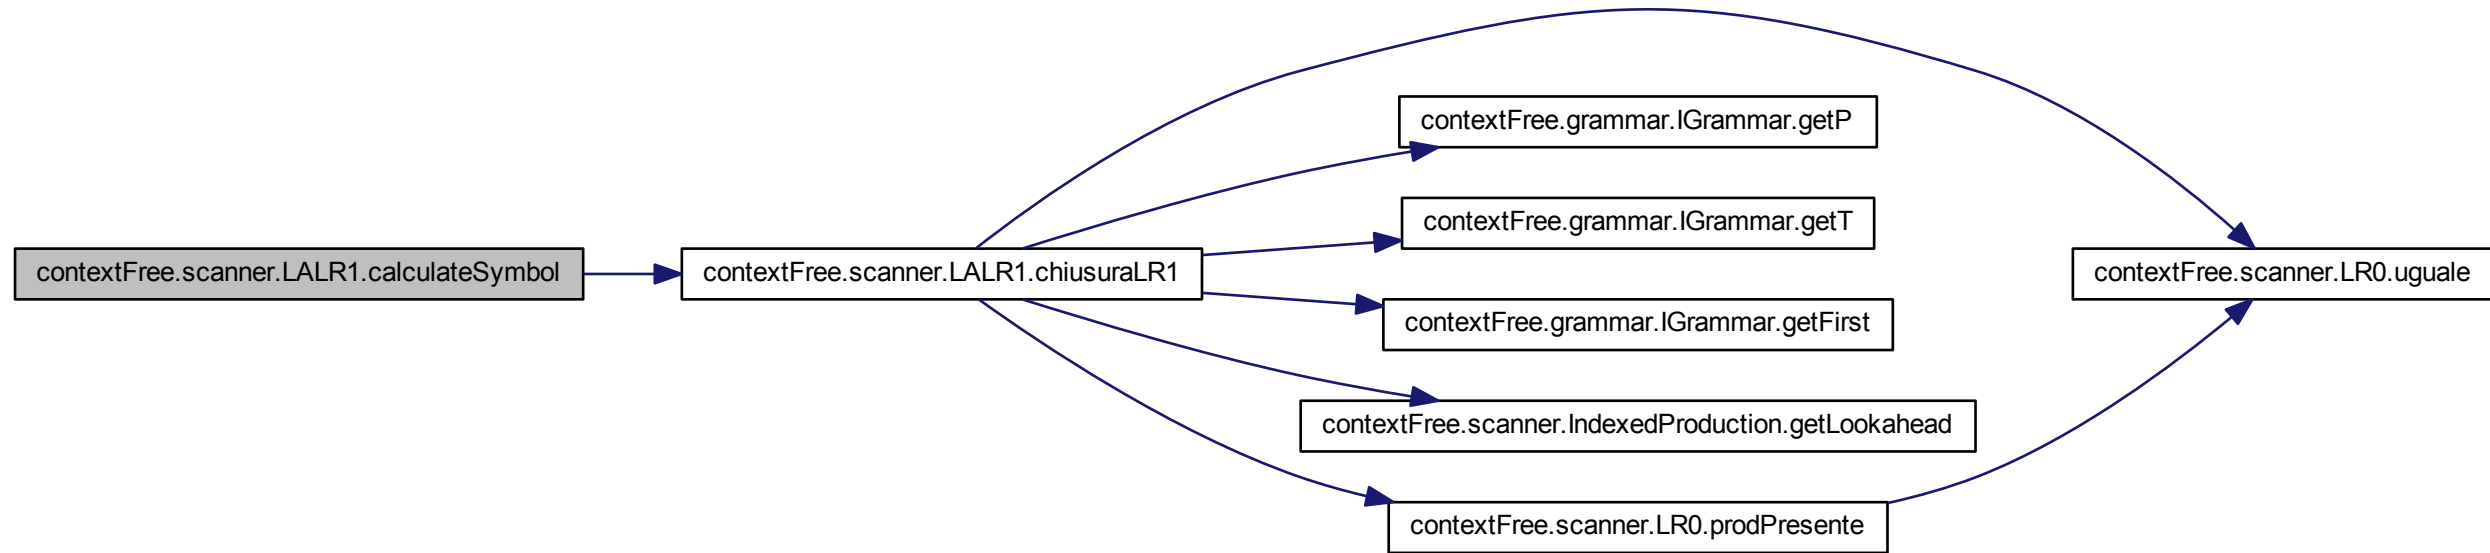 contextFree.scanner.LALR1.calculateSymbol
contextFree.scanner.LALR1.chiusuraLR1
contextFree.grammar.IGrammar.getP
contextFree.grammar.IGrammar.getT
contextFree.grammar.IGrammar.getFirst
contextFree.scanner.IndexedProduction.getLookahead
contextFree.scanner.LR0.prodPresente
contextFree.scanner.LR0.uguale